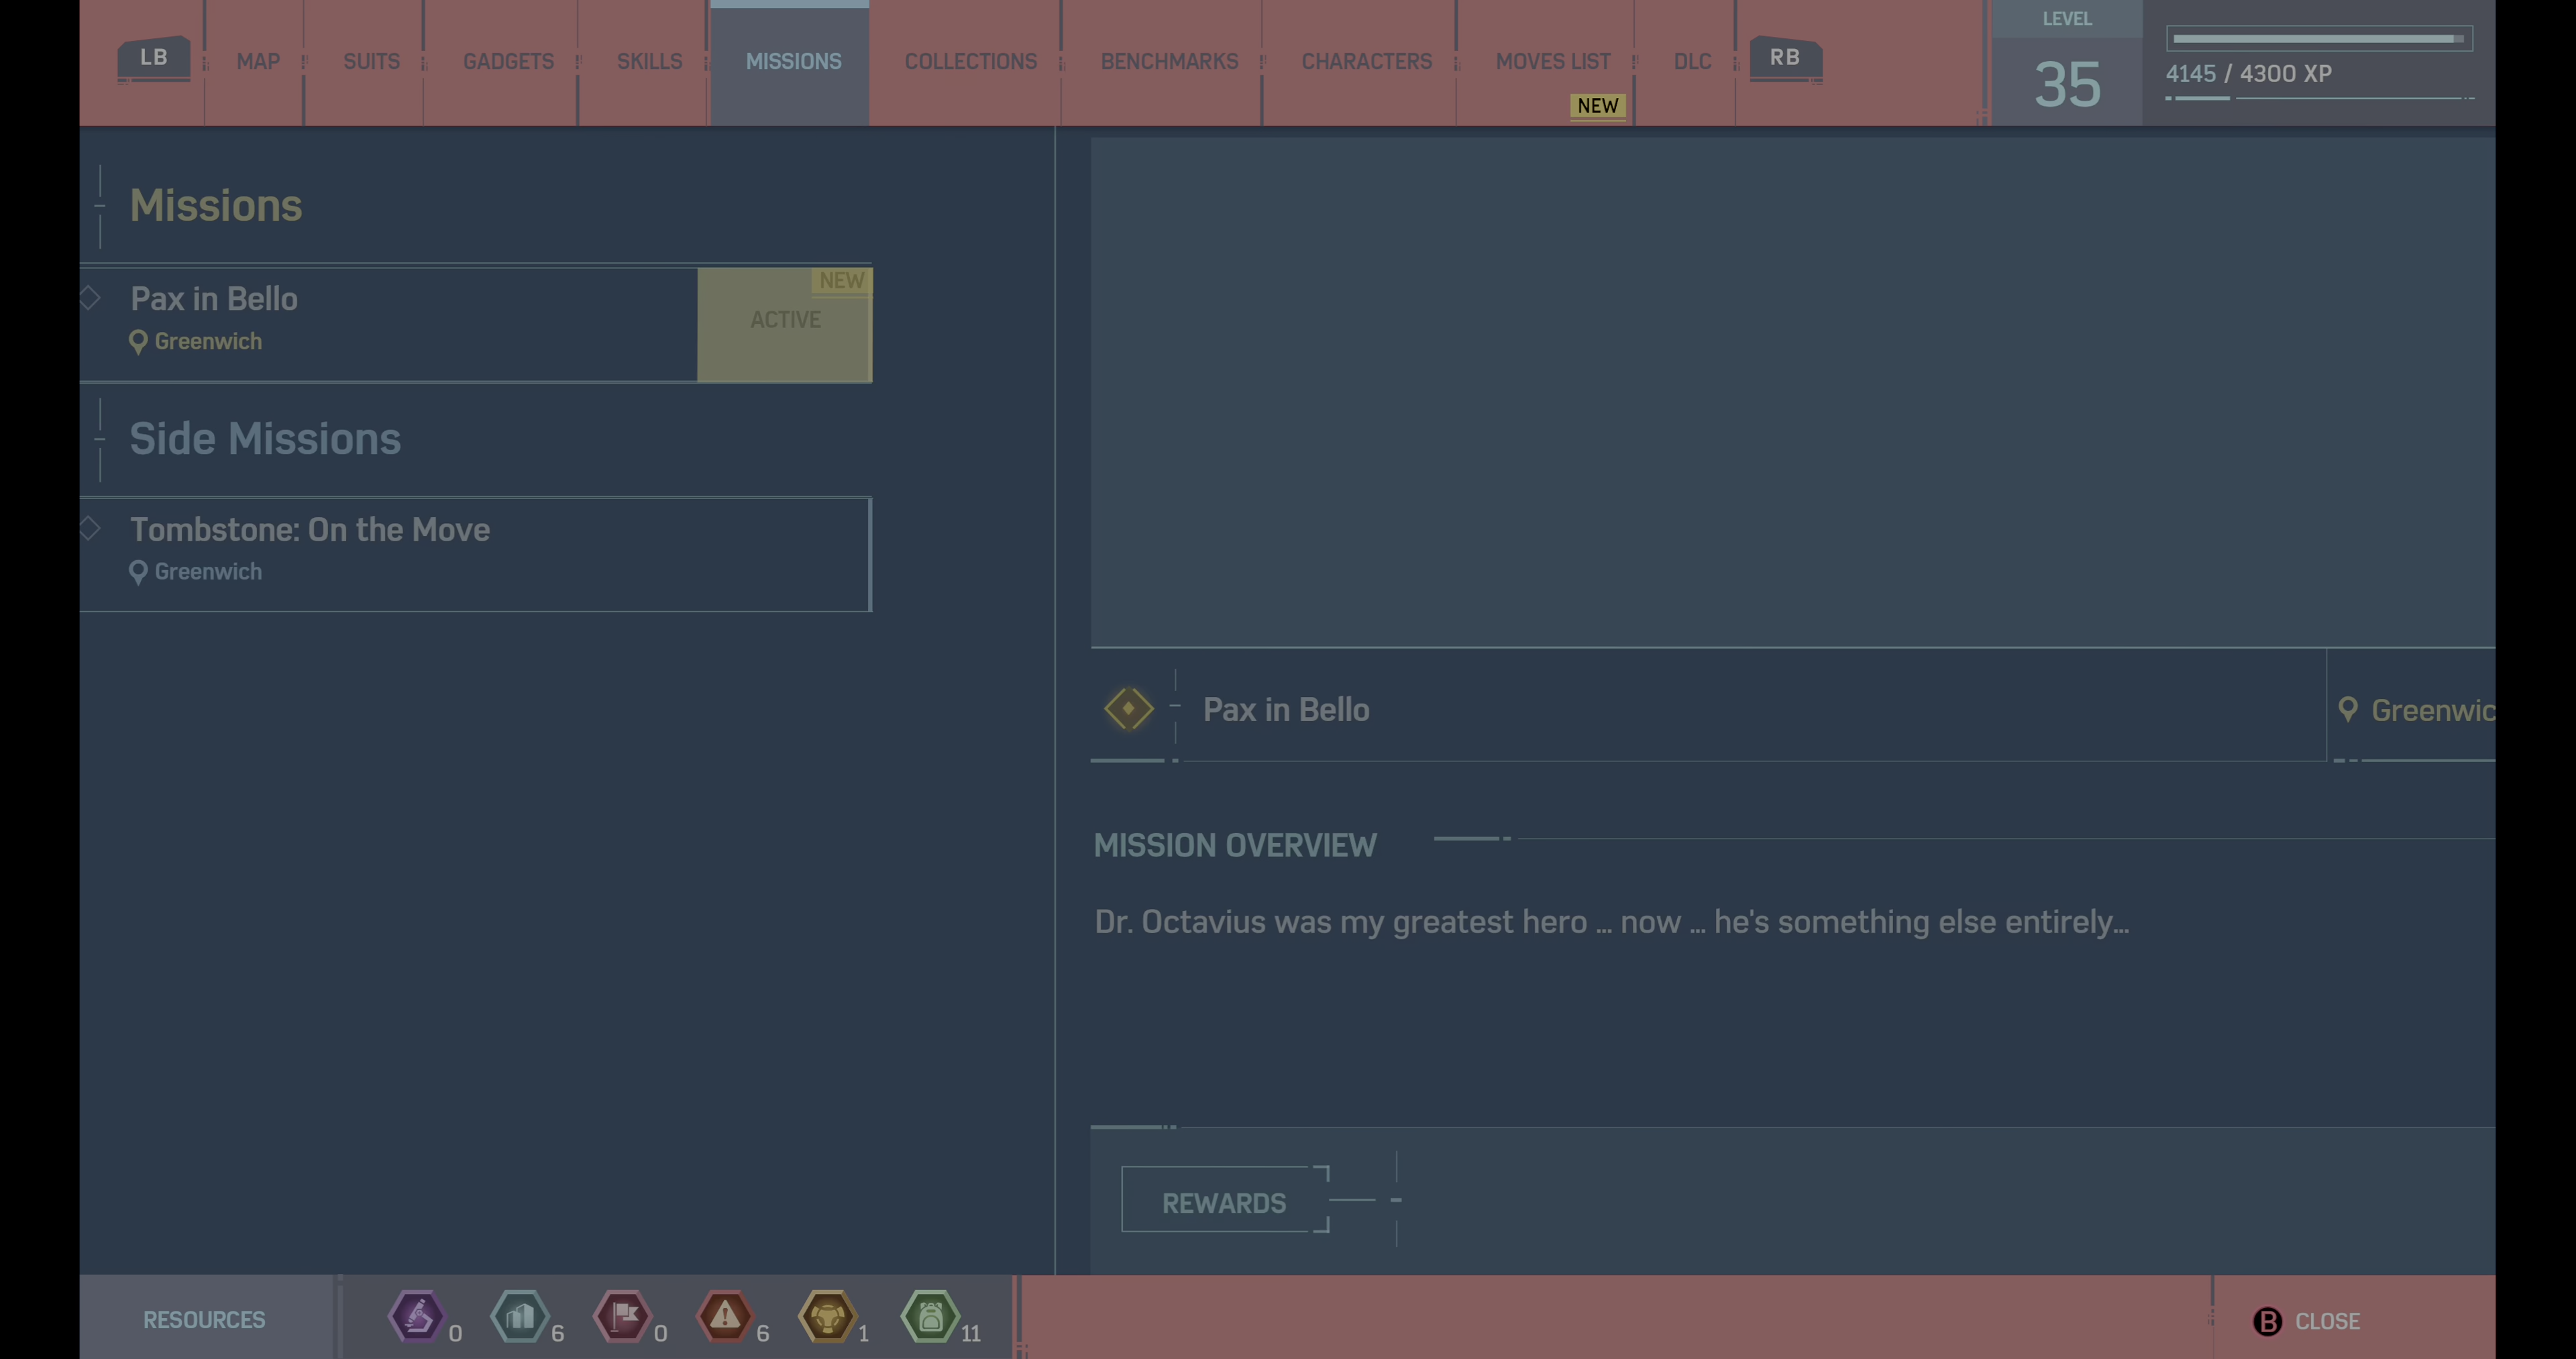 LB MAP SUITS GADGETS SKILLS MISSIONS COLLECTIONS BENCHMARKS CHARACTERS MOVES LIST DLC RB
NEW
LEVEL
35
4145 / 4300 XP
Missions
Pax in Bello
Greenwich
NEW
ACTIVE
Side Missions
Tombstone: On the Move
Greenwich
Pax in Bello
Greenwic
MISSION OVERVIEW
Dr. Octavius was my greatest hero ... now ... he's something else entirely...
REWARDS
RESOURCES 0 6 0 6 1 11
B CLOSE